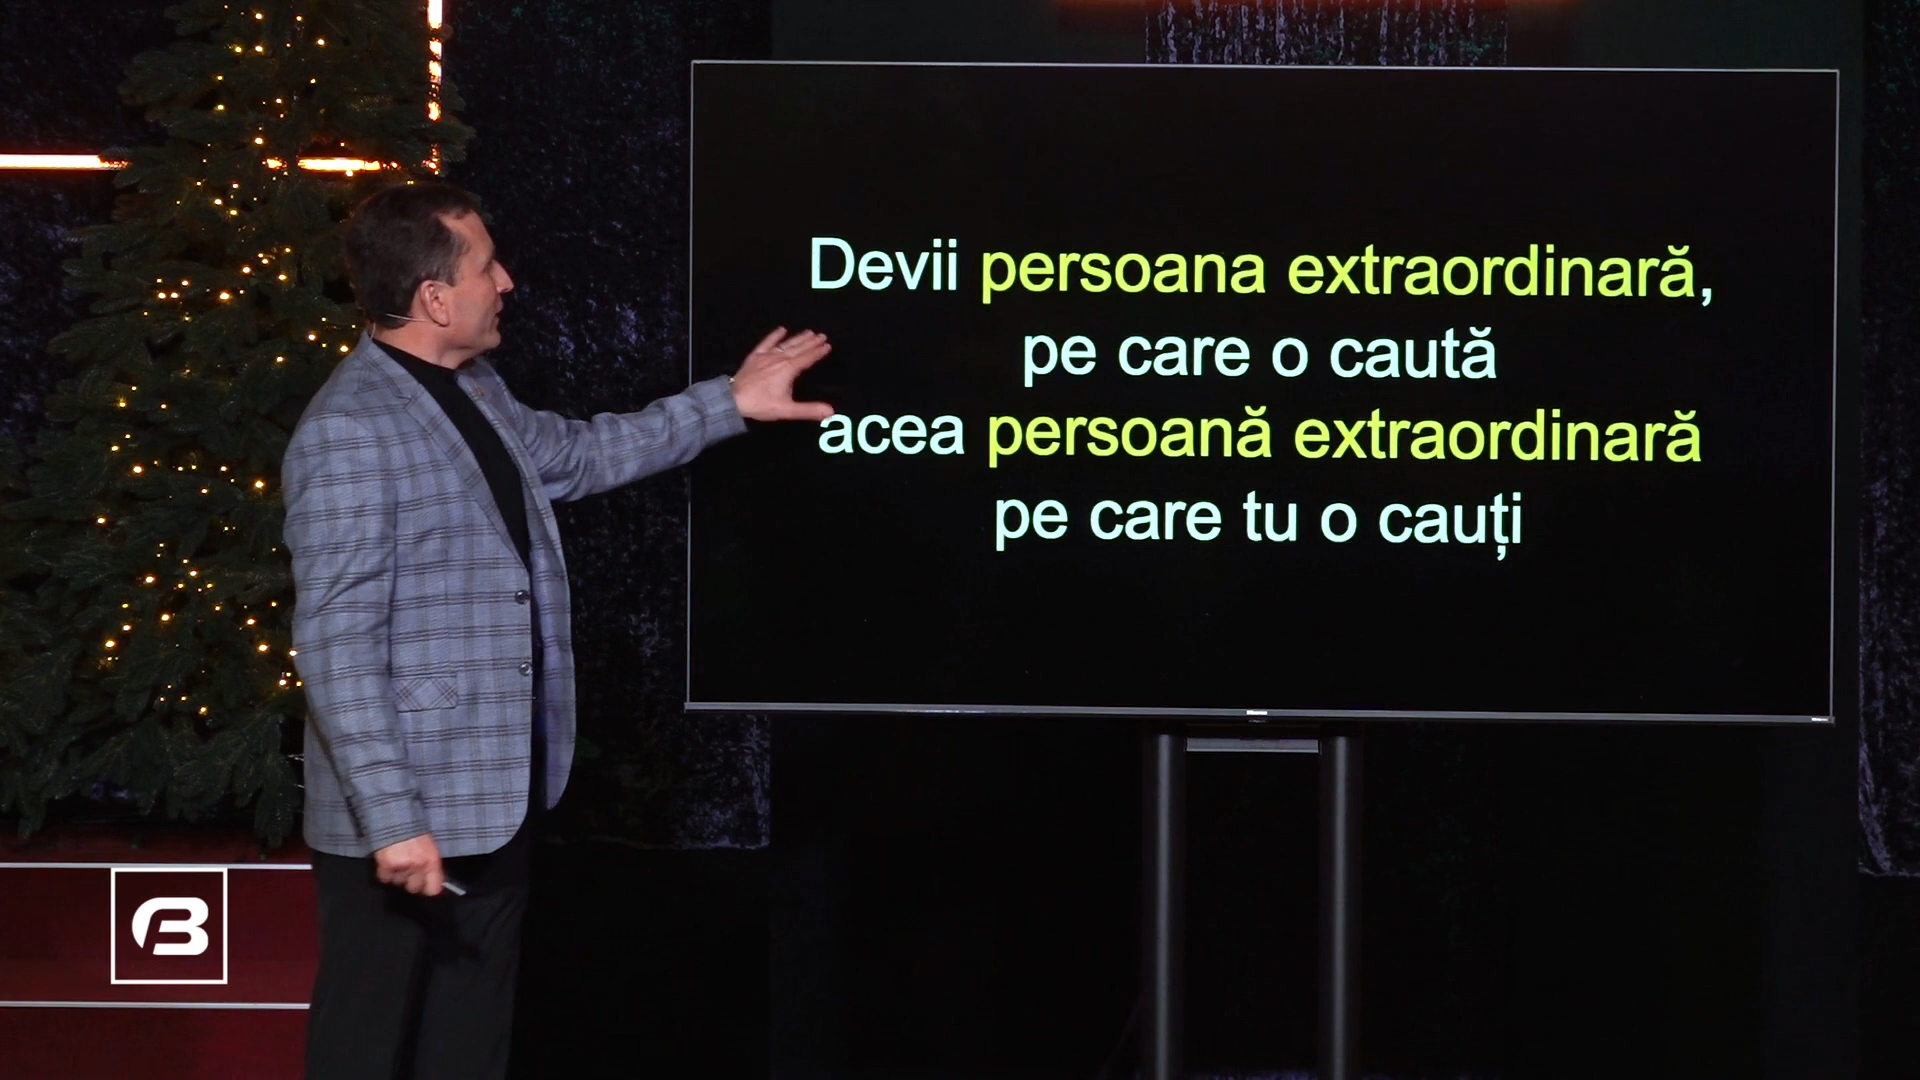 Devii persoana extraordinară,
pe care o caută
acea persoană extraordinară
pe care tu o cauți
B